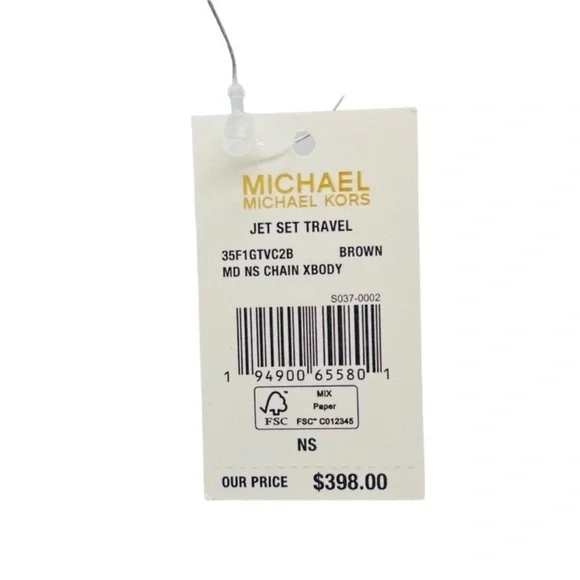 MICHAEL
MICHAEL KORS
JET SET TRAVEL
35F1GTVC2B BROWN
MD NS CHAIN XBODY
S037-0002
1 94900 65580 1
MIX
Paper
FSC™ C012345
FSC
NS
OUR PRICE $398.00